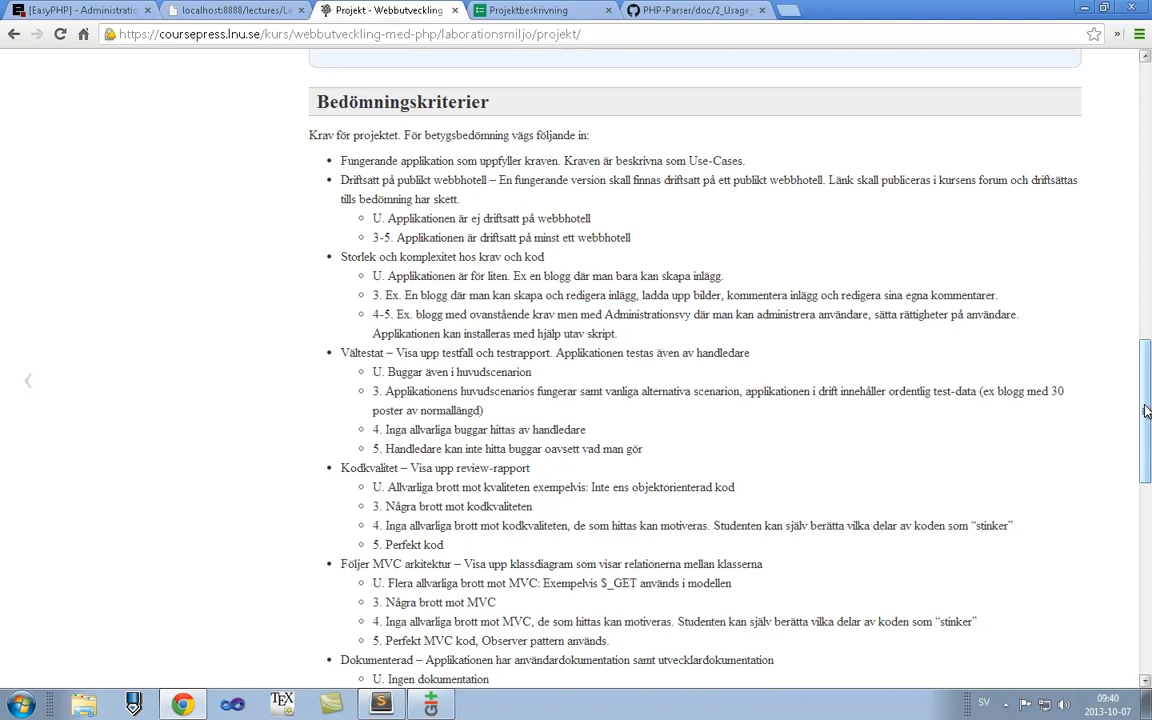 [EasyPHP] - Administratio
localhost:8888/lectures/Le
Projekt - Webbutveckling
Projektbeskrivning
PHP-Parser/doc/2_Usage_
https://coursepress.lnu.se/kurs/webbutveckling-med-php/laborationsmiljo/projekt/
Bedömningskriterier
Krav för projektet. För betygsbedömning vägs följande in:
Fungerande applikation som uppfyller kraven. Kraven är beskrivna som Use-Cases.
Driftsatt på publikt webbhotell – En fungerande version skall finnas driftsatt på ett publikt webbhotell. Länk skall publiceras i kursens forum och driftsättas
tills bedömning har skett.
U. Applikationen är ej driftsatt på webbhotell
3-5. Applikationen är driftsatt på minst ett webbhotell
Storlek och komplexitet hos krav och kod
U. Applikationen är för liten. Ex en blogg där man bara kan skapa inlägg.
3. Ex. En blogg där man kan skapa och redigera inlägg, ladda upp bilder, kommentera inlägg och redigera sina egna kommentarer.
4-5. Ex. blogg med ovanstående krav men med Administrationsvy där man kan administrera användare, sätta rättigheter på användare.
Applikationen kan installeras med hjälp utav skript.
Vältestat – Visa upp testfall och testrapport. Applikationen testas även av handledare
U. Buggar även i huvudscenarion
3. Applikationens huvudscenarios fungerar samt vanliga alternativa scenarion, applikationen i drift innehåller ordentlig test-data (ex blogg med 30
poster av normallängd)
4. Inga allvarliga buggar hittas av handledare
5. Handledare kan inte hitta buggar oavsett vad man gör
Kodkvalitet – Visa upp review-rapport
U. Allvarliga brott mot kvaliteten exempelvis: Inte ens objektorienterad kod
3. Några brott mot kodkvaliteten
4. Inga allvarliga brott mot kodkvaliteten, de som hittas kan motiveras. Studenten kan själv berätta vilka delar av koden som “stinker”
5. Perfekt kod
Följer MVC arkitektur – Visa upp klassdiagram som visar relationerna mellan klasserna
U. Flera allvarliga brott mot MVC: Exempelvis $_GET används i modellen
3. Några brott mot MVC
4. Inga allvarliga brott mot MVC, de som hittas kan motiveras. Studenten kan själv berätta vilka delar av koden som “stinker”
5. Perfekt MVC kod, Observer pattern används.
Dokumenterad – Applikationen har användardokumentation samt utvecklardokumentation
U. Ingen dokumentation
TEX
SV
09:40
2013-10-07